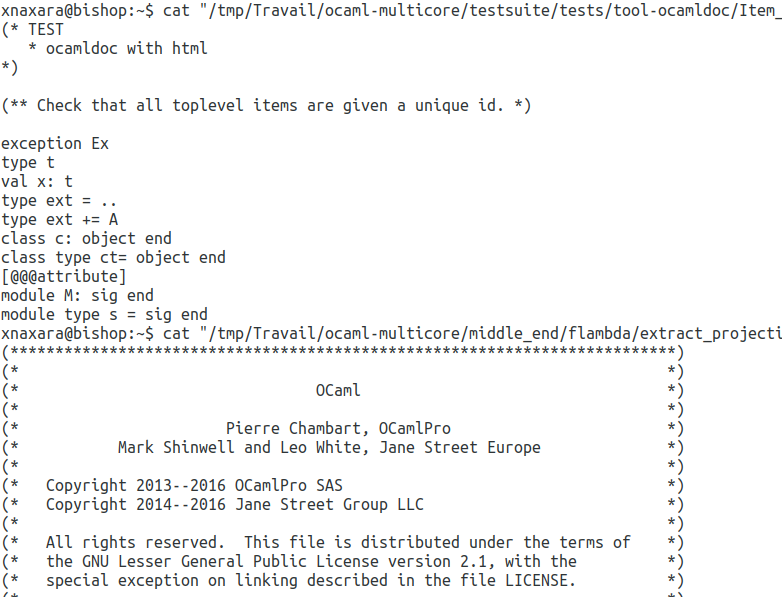 xnaxara@bishop:~$ cat "/tmp/Travail/ocaml-multicore/testsuite/tests/tool-ocamldoc/Item_
(* TEST
   * ocamldoc with html
*)

(** Check that all toplevel items are given a unique id. *)

exception Ex
type t
val x: t
type ext = ..
type ext += A
class c: object end
class type ct= object end
[@@@attribute]
module M: sig end
module type s = sig end
xnaxara@bishop:~$ cat "/tmp/Travail/ocaml-multicore/middle_end/flambda/extract_projecti
(**************************************************************************)
(*                                                                        *)
(*                                 OCaml                                  *)
(*                                                                        *)
(*                       Pierre Chambart, OCamlPro                        *)
(*           Mark Shinwell and Leo White, Jane Street Europe              *)
(*                                                                        *)
(*   Copyright 2013--2016 OCamlPro SAS                                    *)
(*   Copyright 2014--2016 Jane Street Group LLC                           *)
(*                                                                        *)
(*   All rights reserved.  This file is distributed under the terms of    *)
(*   the GNU Lesser General Public License version 2.1, with the          *)
(*   special exception on linking described in the file LICENSE.          *)